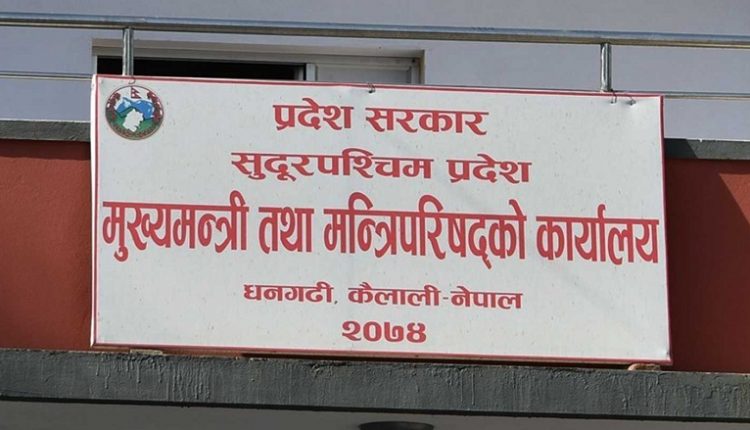 प्रदेश सरकार
सुदूरपश्चिम प्रदेश
मुख्यमन्त्री तथा मन्त्रिपरिषद्को कार्यालय
धनगढी, कैलाली-नेपाल
२०७४